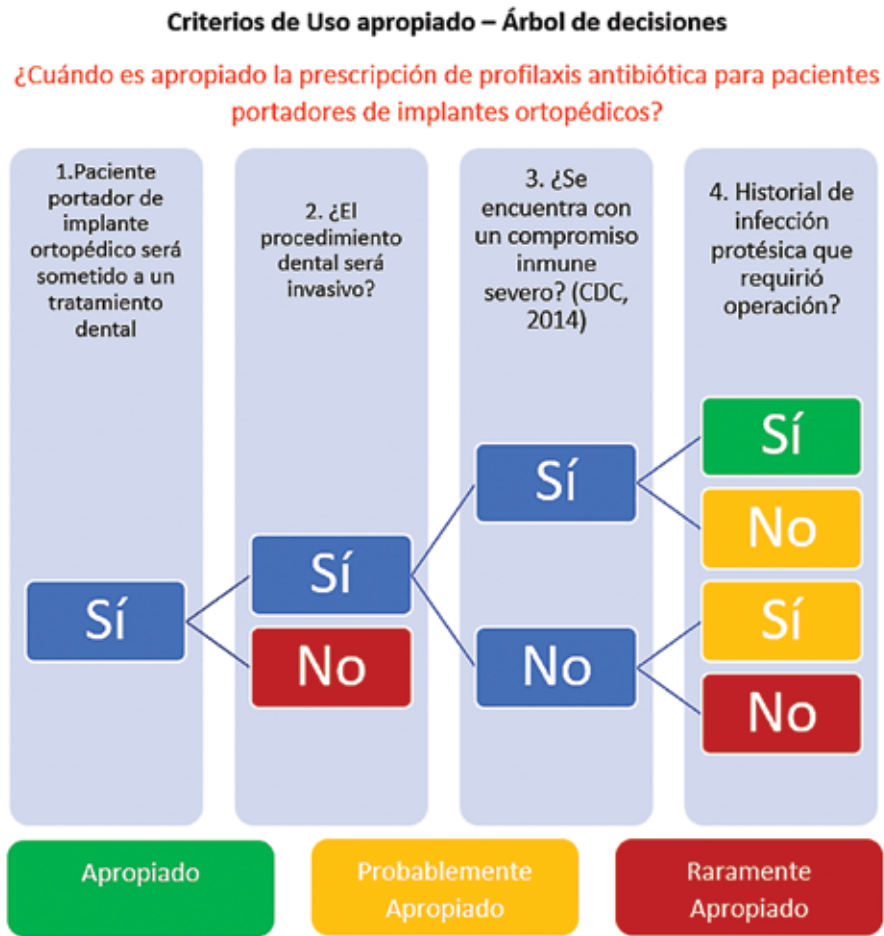 Criterios de Uso apropiado – Árbol de decisiones
¿Cuándo es apropiado la prescripción de profilaxis antibiótica para pacientes
portadores de implantes ortopédicos?
1.Paciente
portador de
implante
ortopédico será
sometido a un
tratamiento
dental
2. ¿El
procedimiento
dental será
invasivo?
3. ¿Se
encuentra con
un compromiso
inmune
severo? (CDC,
2014)
4. Historial de
infección
protésica que
requirió
operación?
Sí
Sí
No
Sí
No
Sí
No
Sí
No
Apropiado
Probablemente
Apropiado
Raramente
Apropiado